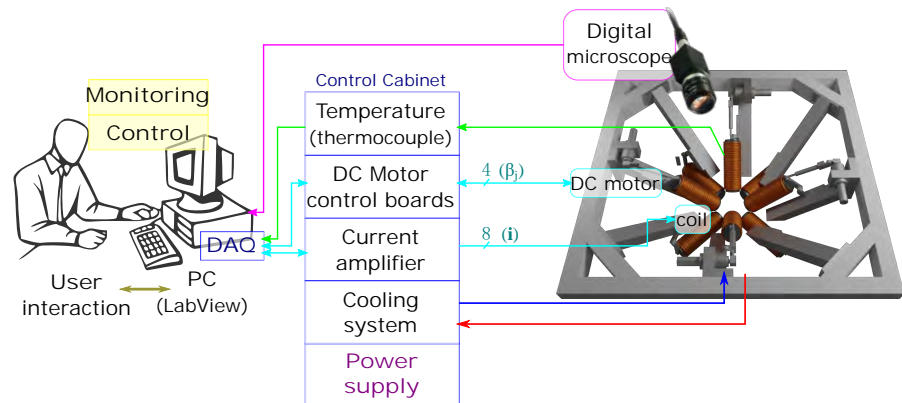 Digital
microscope
Monitoring
Control
Control Cabinet
Temperature
(thermocouple)
DC Motor
control boards
4 (βj)
DC motor
Current
amplifier
8 (i)
coil
DAQ
User
interaction
PC
(LabView)
Cooling
system
Power
supply